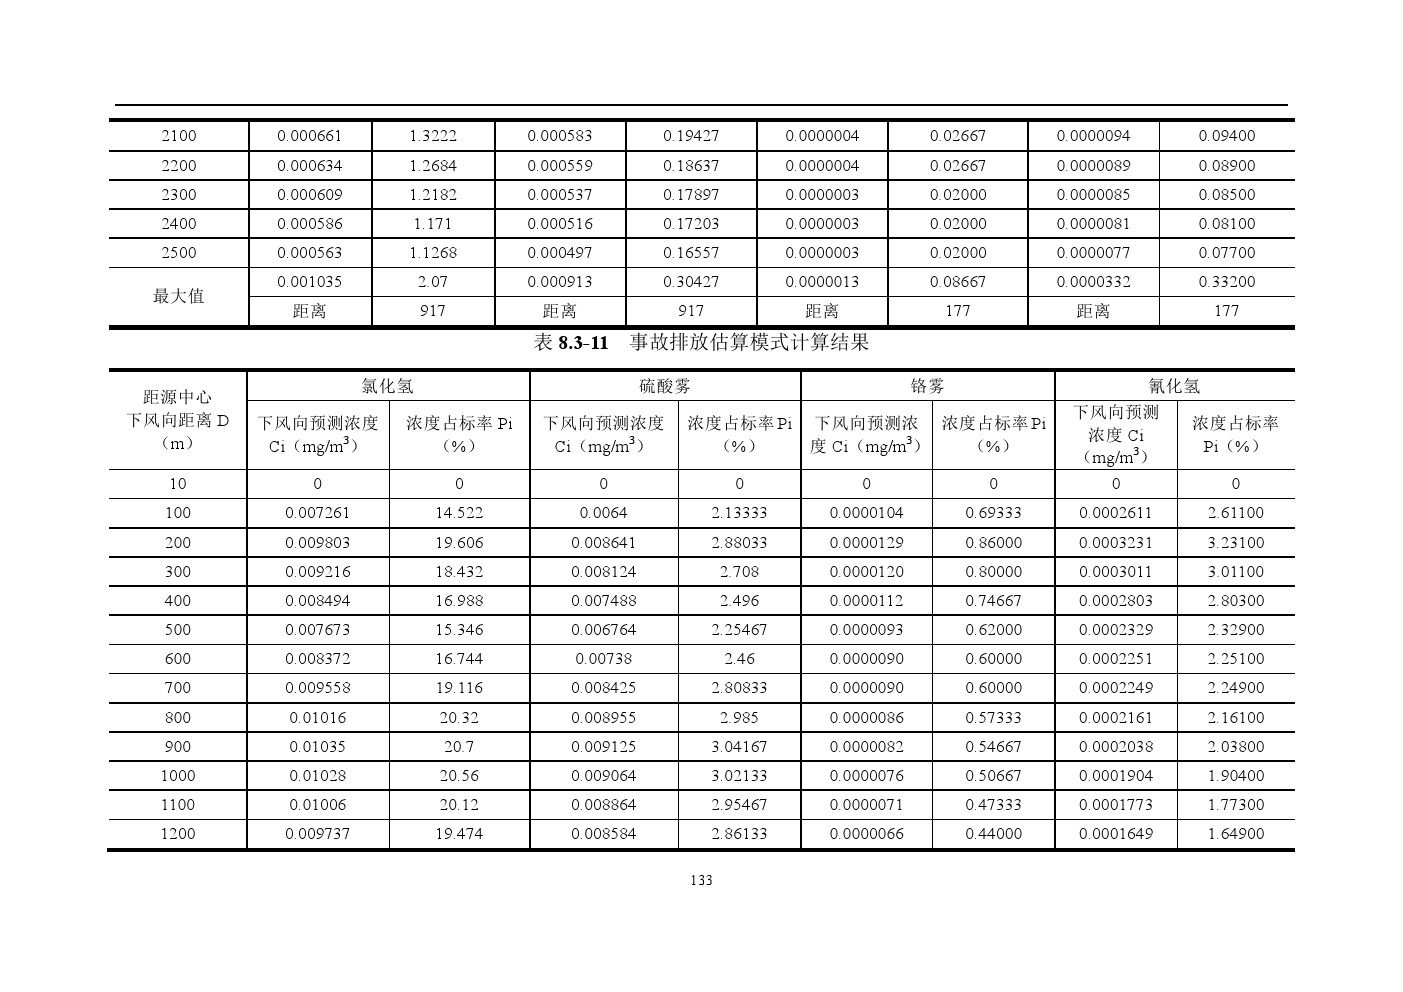 2100 0.000661 1.3222 0.000583 0.19427 0.0000004 0.02667 0.0000094 0.09400
2200 0.000634 1.2684 0.000559 0.18637 0.0000004 0.02667 0.0000089 0.08900
2300 0.000609 1.2182 0.000537 0.17897 0.0000003 0.02000 0.0000085 0.08500
2400 0.000586 1.171 0.000516 0.17203 0.0000003 0.02000 0.0000081 0.08100
2500 0.000563 1.1268 0.000497 0.16557 0.0000003 0.02000 0.0000077 0.07700
最大值 0.001035 2.07 0.000913 0.30427 0.0000013 0.08667 0.0000332 0.33200
距离 917 距离 917 距离 177 距离 177
表 8.3-11 事故排放估算模式计算结果
距源中心
下风向距离 D
（m）
氯化氢 硫酸雾 铬雾 氰化氢
下风向预测浓度
Ci（mg/m³）
浓度占标率 Pi
（%）
下风向预测浓度
Ci（mg/m³）
浓度占标率 Pi
（%）
下风向预测浓
度 Ci（mg/m³）
浓度占标率 Pi
（%）
下风向预测
浓度 Ci
（mg/m³）
浓度占标率
Pi（%）
10 0 0 0 0 0 0 0 0
100 0.007261 14.522 0.0064 2.13333 0.0000104 0.69333 0.0002611 2.61100
200 0.009803 19.606 0.008641 2.88033 0.0000129 0.86000 0.0003231 3.23100
300 0.009216 18.432 0.008124 2.708 0.0000120 0.80000 0.0003011 3.01100
400 0.008494 16.988 0.007488 2.496 0.0000112 0.74667 0.0002803 2.80300
500 0.007673 15.346 0.006764 2.25467 0.0000093 0.62000 0.0002329 2.32900
600 0.008372 16.744 0.00738 2.46 0.0000090 0.60000 0.0002251 2.25100
700 0.009558 19.116 0.008425 2.80833 0.0000090 0.60000 0.0002249 2.24900
800 0.01016 20.32 0.008955 2.985 0.0000086 0.57333 0.0002161 2.16100
900 0.01035 20.7 0.009125 3.04167 0.0000082 0.54667 0.0002038 2.03800
1000 0.01028 20.56 0.009064 3.02133 0.0000076 0.50667 0.0001904 1.90400
1100 0.01006 20.12 0.008864 2.95467 0.0000071 0.47333 0.0001773 1.77300
1200 0.009737 19.474 0.008584 2.86133 0.0000066 0.44000 0.0001649 1.64900
133